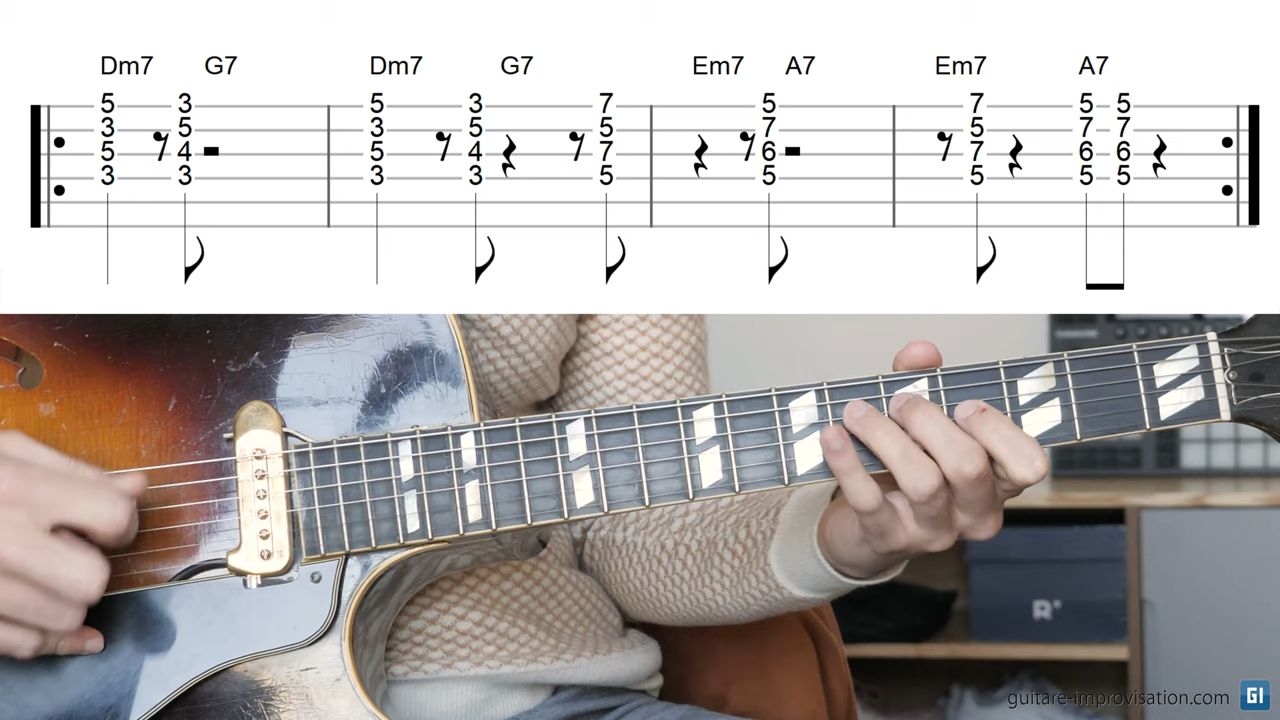 Dm7 G7 Dm7 G7 Em7 A7 Em7 A7
5 3 5 3 7 5 7 5 5
3 5 3 5 5 7 5 7 7
5 4 5 4 7 6 7 6 6
3 3 3 3 5 5 5 5 5
R°
guitare-improvisation.com GI